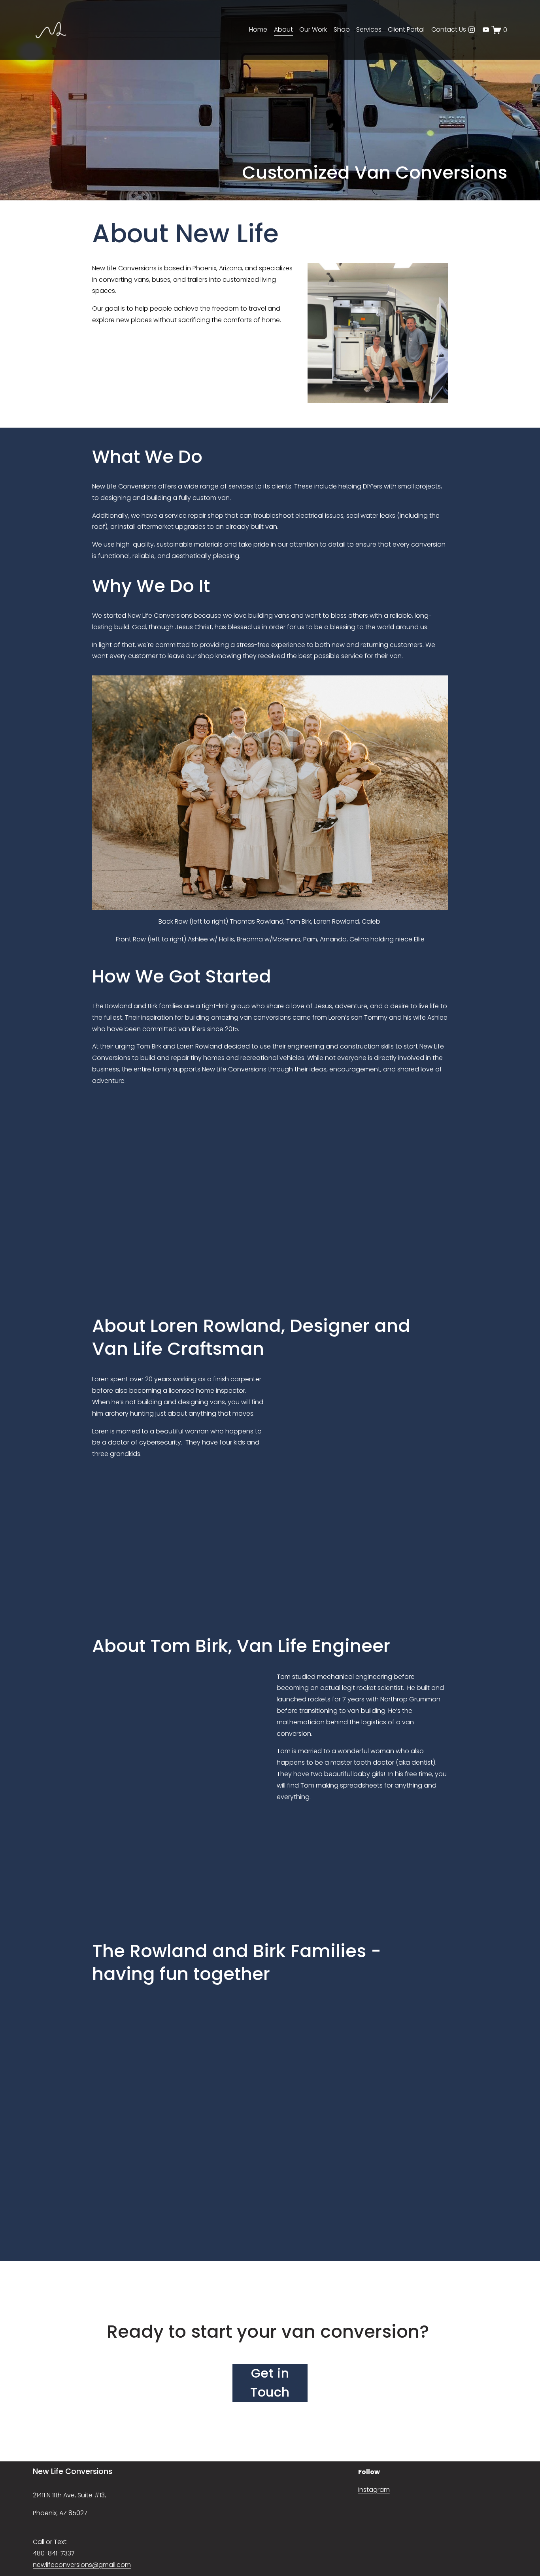 Home About Our Work Shop Services Client Portal Contact Us 0
Customized Van Conversions
About New Life
New Life Conversions is based in Phoenix, Arizona, and specializes
in converting vans, buses, and trailers into customized living
spaces.
Our goal is to help people achieve the freedom to travel and
explore new places without sacrificing the comforts of home.
What We Do
New Life Conversions offers a wide range of services to its clients. These include helping DIY'ers with small projects,
to designing and building a fully custom van.
Additionally, we have a service repair shop that can troubleshoot electrical issues, seal water leaks (including the
roof), or install aftermarket upgrades to an already built van.
We use high-quality, sustainable materials and take pride in our attention to detail to ensure that every conversion
is functional, reliable, and aesthetically pleasing.
Why We Do It
We started New Life Conversions because we love building vans and want to bless others with a reliable, long-
lasting build. God, through Jesus Christ, has blessed us in order for us to be a blessing to the world around us.
In light of that, we're committed to providing a stress-free experience to both new and returning customers. We
want every customer to leave our shop knowing they received the best possible service for their van.
Back Row (left to right) Thomas Rowland, Tom Birk, Loren Rowland, Caleb
Front Row (left to right) Ashlee w/ Hollis, Breanna w/Mckenna, Pam, Amanda, Celina holding niece Ellie
How We Got Started
The Rowland and Birk families are a tight-knit group who share a love of Jesus, adventure, and a desire to live life to
the fullest. Their inspiration for building amazing van conversions came from Loren's son Tommy and his wife Ashlee
who have been committed van lifers since 2015.
At their urging Tom Birk and Loren Rowland decided to use their engineering and construction skills to start New Life
Conversions to build and repair tiny homes and recreational vehicles. While not everyone is directly involved in the
business, the entire family supports New Life Conversions through their ideas, encouragement, and shared love of
adventure.
About Loren Rowland, Designer and
Van Life Craftsman
Loren spent over 20 years working as a finish carpenter
before also becoming a licensed home inspector.
When he's not building and designing vans, you will find
him archery hunting just about anything that moves.
Loren is married to a beautiful woman who happens to
be a doctor of cybersecurity. They have four kids and
three grandkids.
About Tom Birk, Van Life Engineer
Tom studied mechanical engineering before
becoming an actual legit rocket scientist. He built and
launched rockets for 7 years with Northrop Grumman
before transitioning to van building. He's the
mathematician behind the logistics of a van
conversion.
Tom is married to a wonderful woman who also
happens to be a master tooth doctor (aka dentist).
They have two beautiful baby girls! In his free time, you
will find Tom making spreadsheets for anything and
everything.
The Rowland and Birk Families -
having fun together
Ready to start your van conversion?
Get in
Touch
New Life Conversions
21411 N 11th Ave, Suite #13,
Phoenix, AZ 85027
Call or Text:
480-841-7337
newlifeconversions@gmail.com
Follow
Instagram